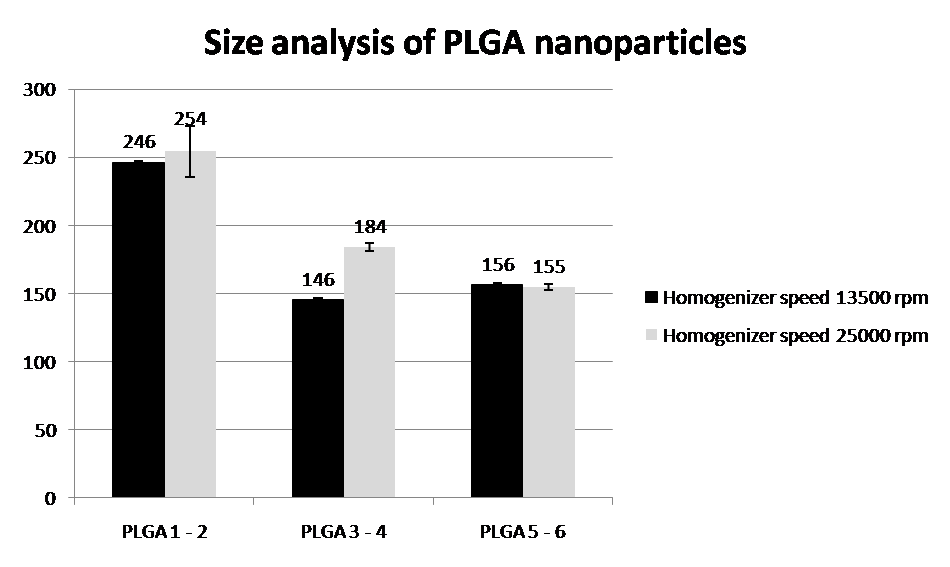 Size analysis of PLGA nanoparticles
300
250
200
150
100
50
0
246
254
146
184
156
155
PLGA 1 - 2
PLGA 3 - 4
PLGA 5 - 6
Homogenizer speed 13500 rpm
Homogenizer speed 25000 rpm